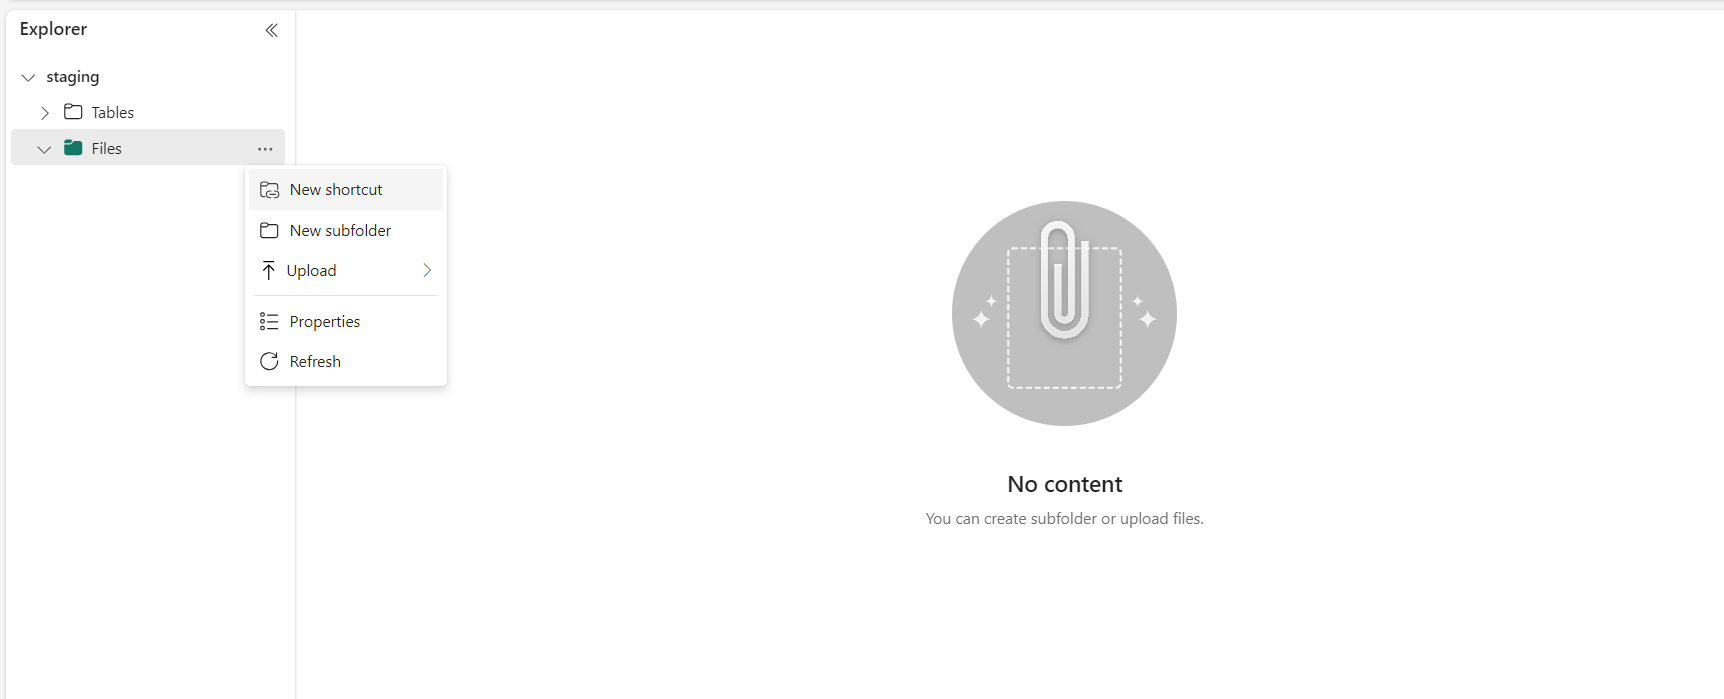 Explorer
staging
Tables
Files
New shortcut
New subfolder
Upload
Properties
Refresh
No content
You can create subfolder or upload files.